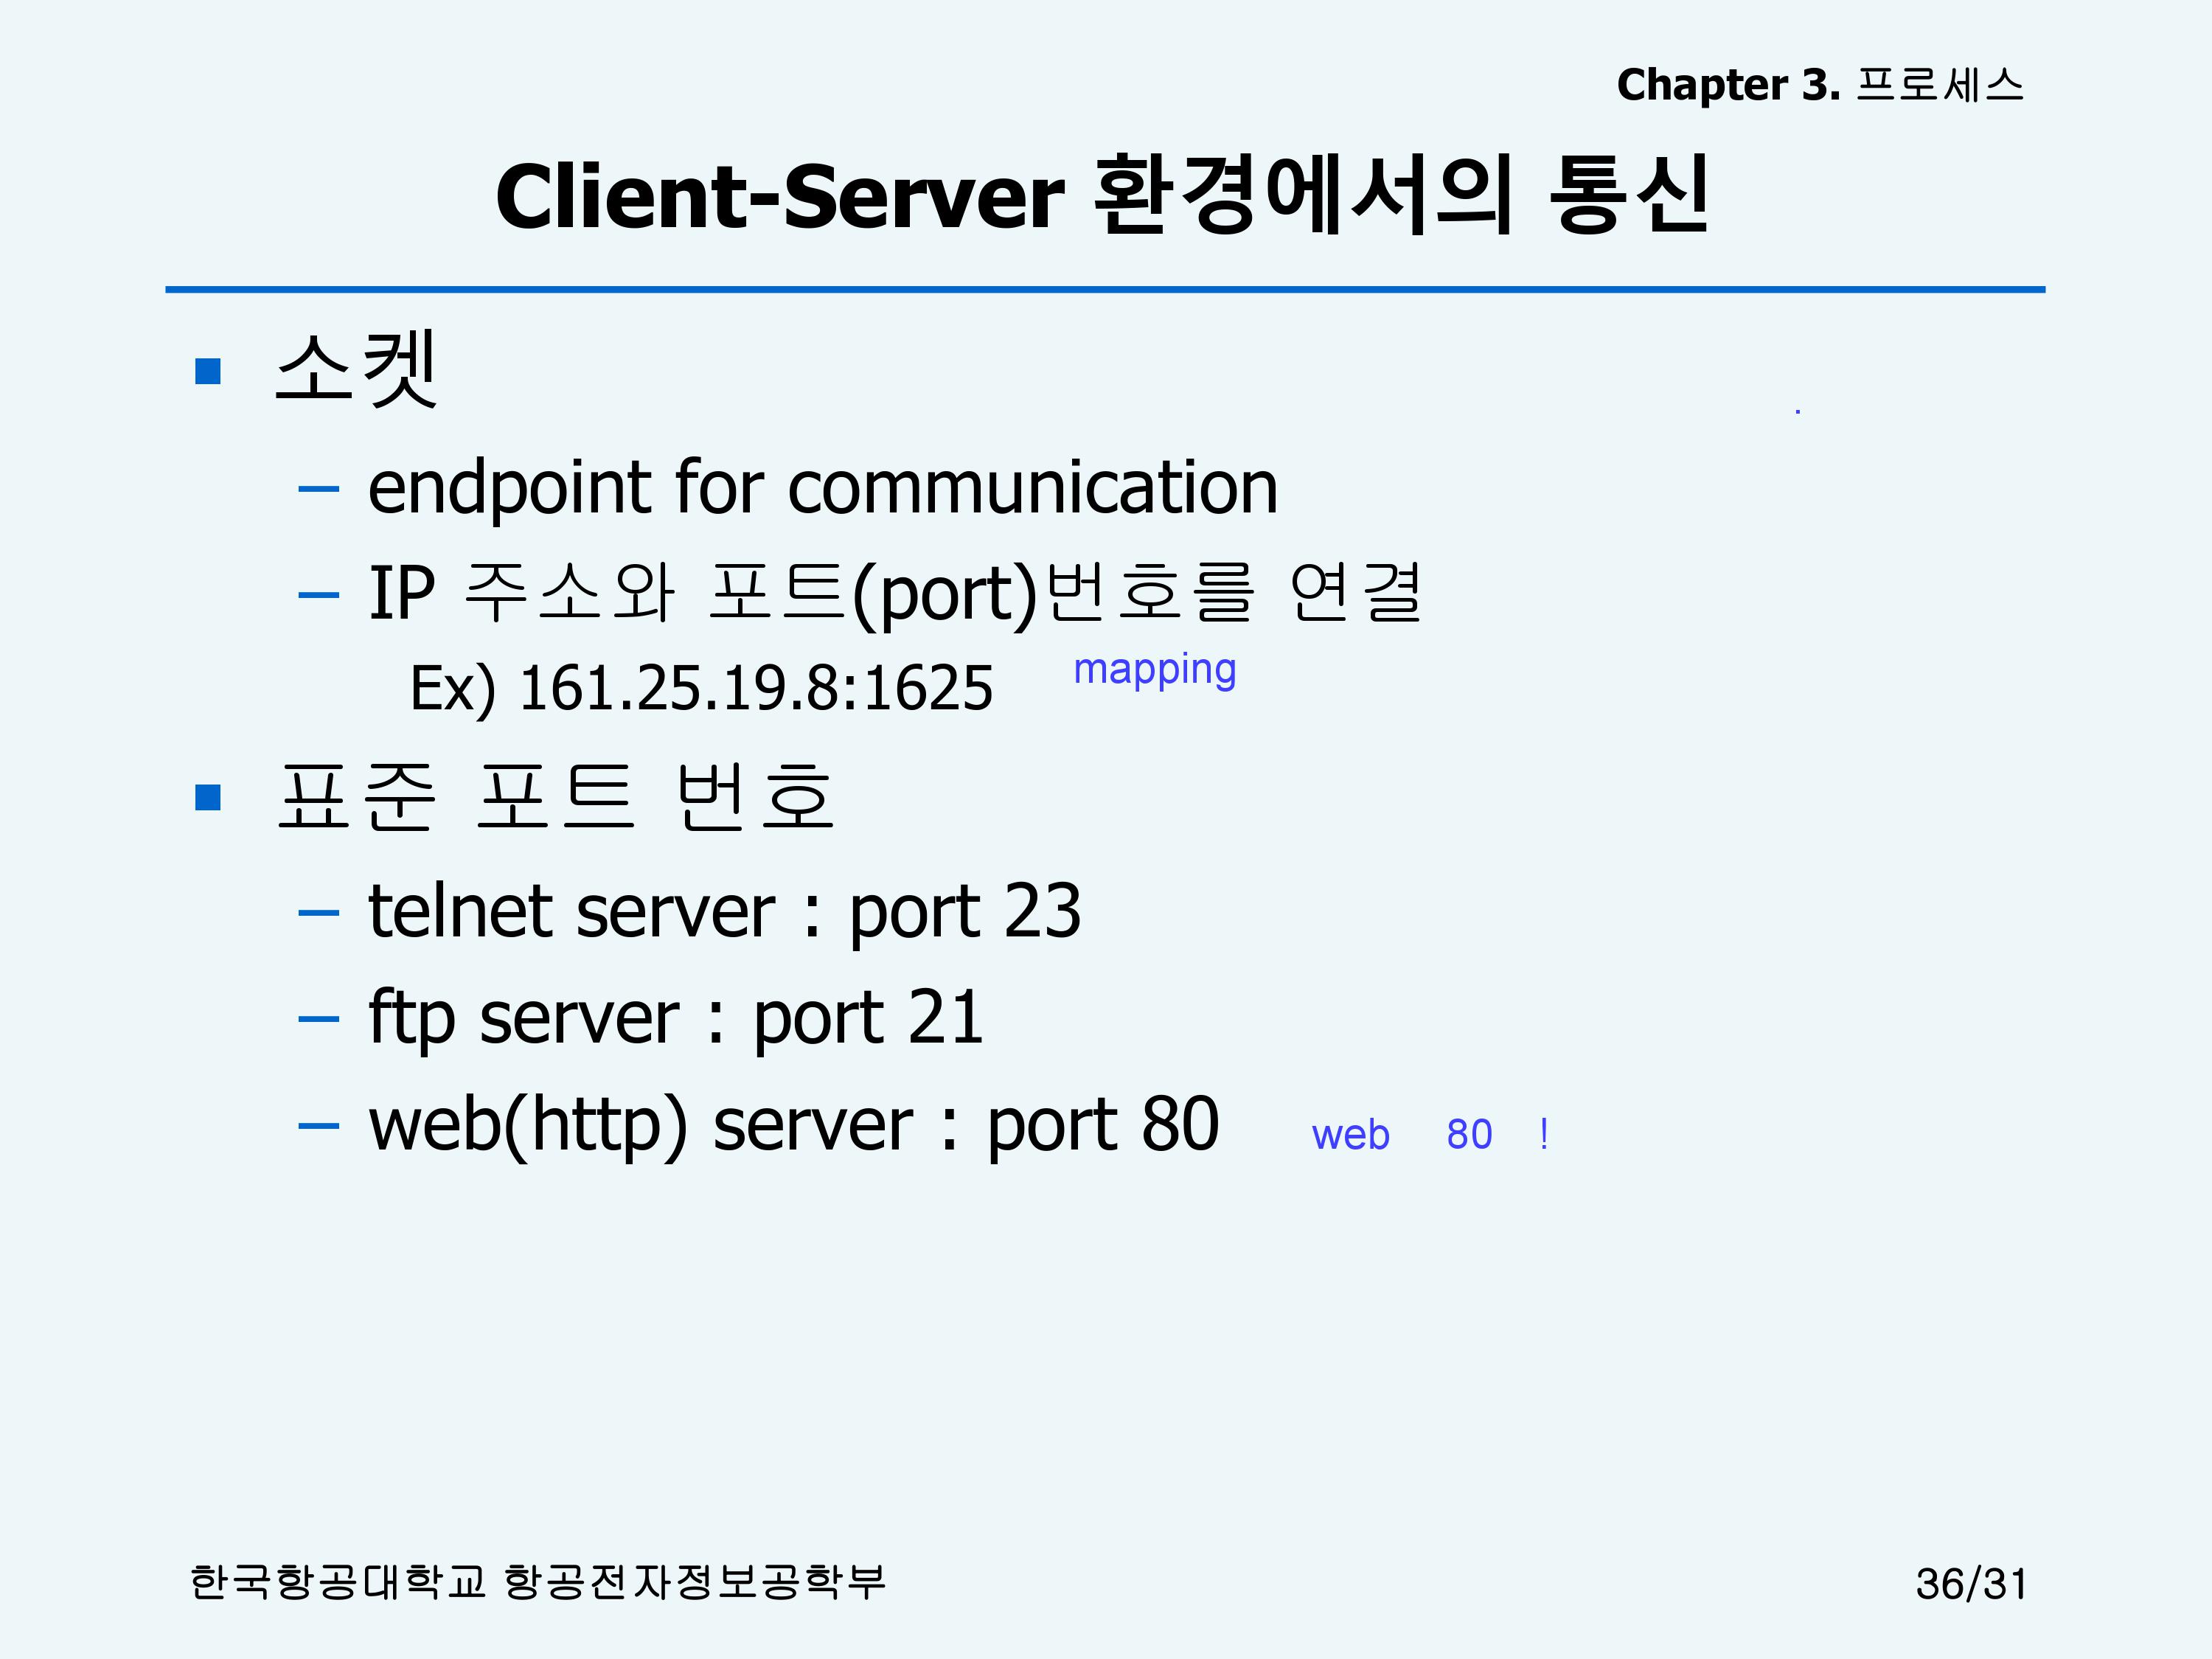 Chapter 3. 프로세스
Client-Server 환경에서의 통신
■ 소켓
.
– endpoint for communication
– IP 주소와 포트(port)번호를 연결
Ex) 161.25.19.8:1625 mapping
■ 표준 포트 번호
– telnet server : port 23
– ftp server : port 21
– web(http) server : port 80 web 80 !
한국항공대학교 항공전자정보공학부 36/31